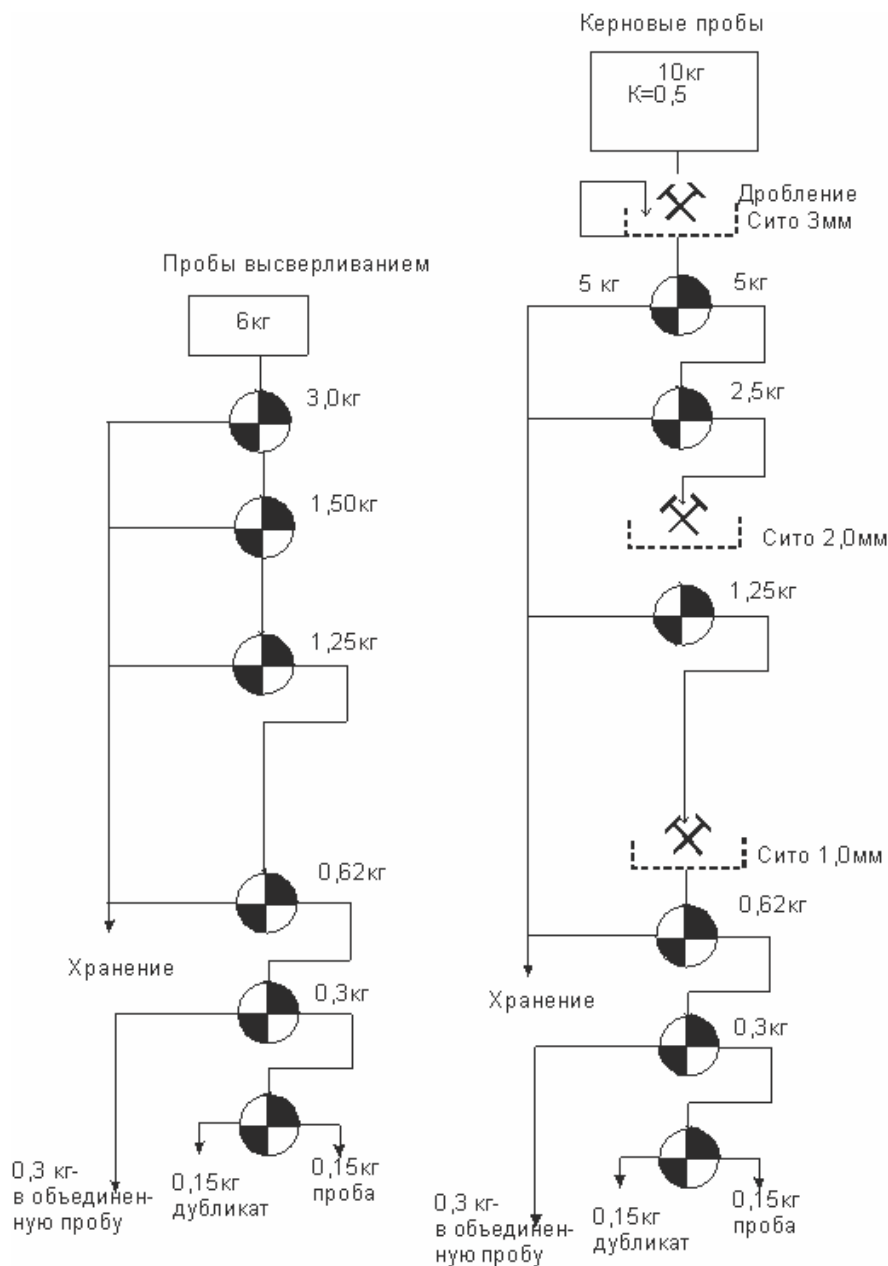 Керновые пробы
10кг
К=0,5
Дробление
Сито 3мм
5 кг
5кг
2,5кг
Сито 2,0мм
1,25кг
Сито 1,0мм
0,62кг
Хранение
0,3кг
0,3 кг-
в объединен-
ную пробу
0,15кг
дубликат
0,15кг
проба
Пробы высверливанием
6кг
3,0кг
1,50кг
1,25кг
0,62кг
Хранение
0,3кг
0,3 кг-
в объединен-
ную пробу
0,15кг
дубликат
0,15кг
проба